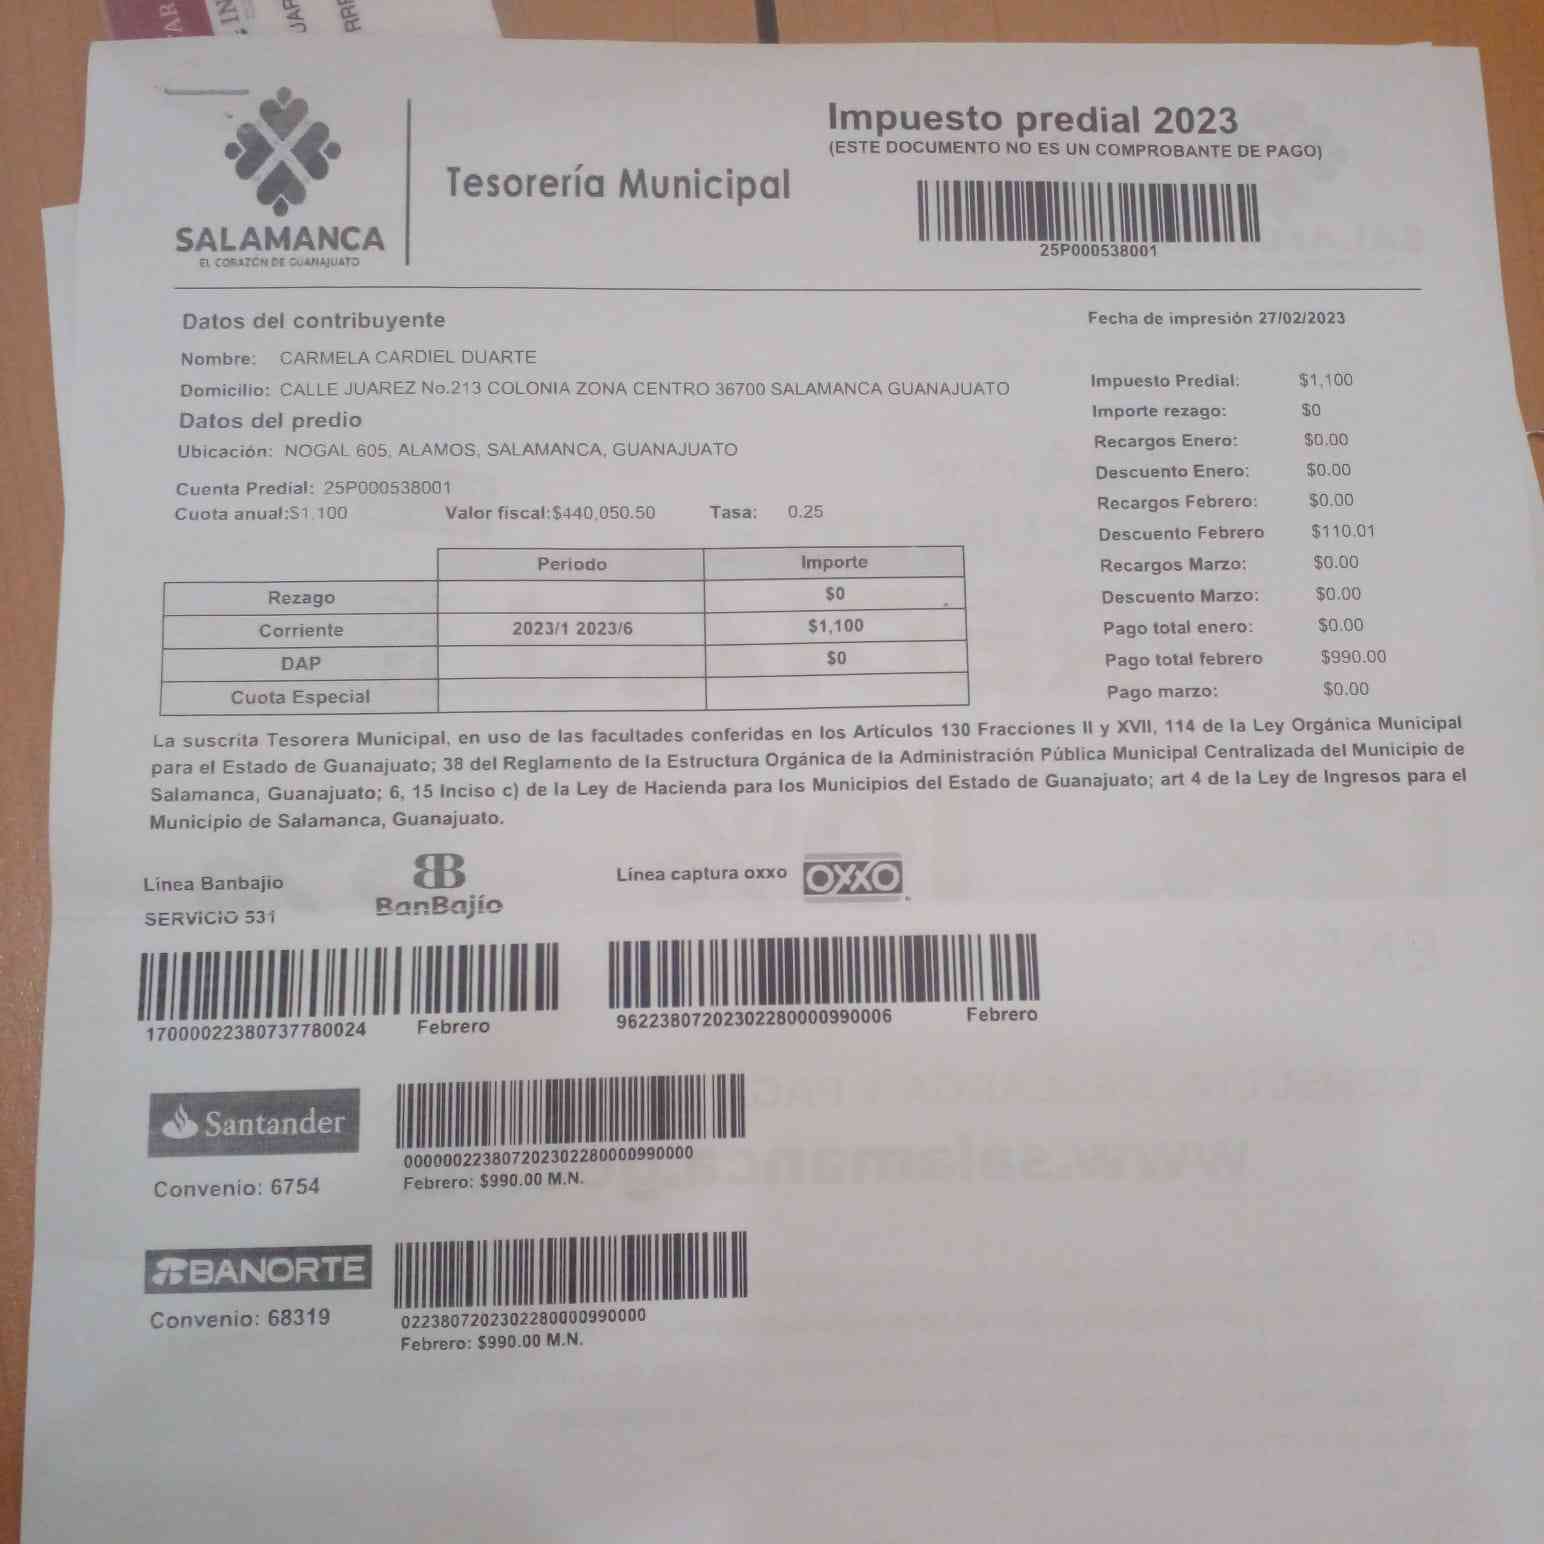 SALAMANCA
EL CORAZÓN DE GUANAJUATO
Tesorería Municipal
Impuesto predial 2023
(ESTE DOCUMENTO NO ES UN COMPROBANTE DE PAGO)
25P000538001
Datos del contribuyente
Nombre: CARMELA CARDIEL DUARTE
Domicilio: CALLE JUAREZ No.213 COLONIA ZONA CENTRO 36700 SALAMANCA GUANAJUATO
Datos del predio
Ubicación: NOGAL 605, ALAMOS, SALAMANCA, GUANAJUATO
Cuenta Predial: 25P000538001
Cuota anual:$1,100 Valor fiscal:$440,050.50 Tasa: 0.25
Fecha de impresión 27/02/2023
Impuesto Predial: $1,100
Importe rezago: $0
Recargos Enero: $0.00
Descuento Enero: $0.00
Recargos Febrero: $0.00
Descuento Febrero $110.01
Recargos Marzo: $0.00
Descuento Marzo: $0.00
Pago total enero: $0.00
Pago total febrero $990.00
Pago marzo: $0.00
Periodo Importe
Rezago $0
Corriente 2023/1 2023/6 $1,100
DAP $0
Cuota Especial
La suscrita Tesorera Municipal, en uso de las facultades conferidas en los Artículos 130 Fracciones II y XVII, 114 de la Ley Orgánica Municipal
para el Estado de Guanajuato; 38 del Reglamento de la Estructura Orgánica de la Administración Pública Municipal Centralizada del Municipio de
Salamanca, Guanajuato; 6, 15 Inciso c) de la Ley de Hacienda para los Municipios del Estado de Guanajuato; art 4 de la Ley de Ingresos para el
Municipio de Salamanca, Guanajuato.
Línea Banbajio
SERVICIO 531
BanBajío
Línea captura oxxo
OXXO
17000022380737780024 Febrero
962238072023022800009900​06 Febrero
Santander
Convenio: 6754
00000022380720230228000099​0000
Febrero: $990.00 M.N.
BANORTE
Convenio: 68319
0223807202302280000990000
Febrero: $990.00 M.N.